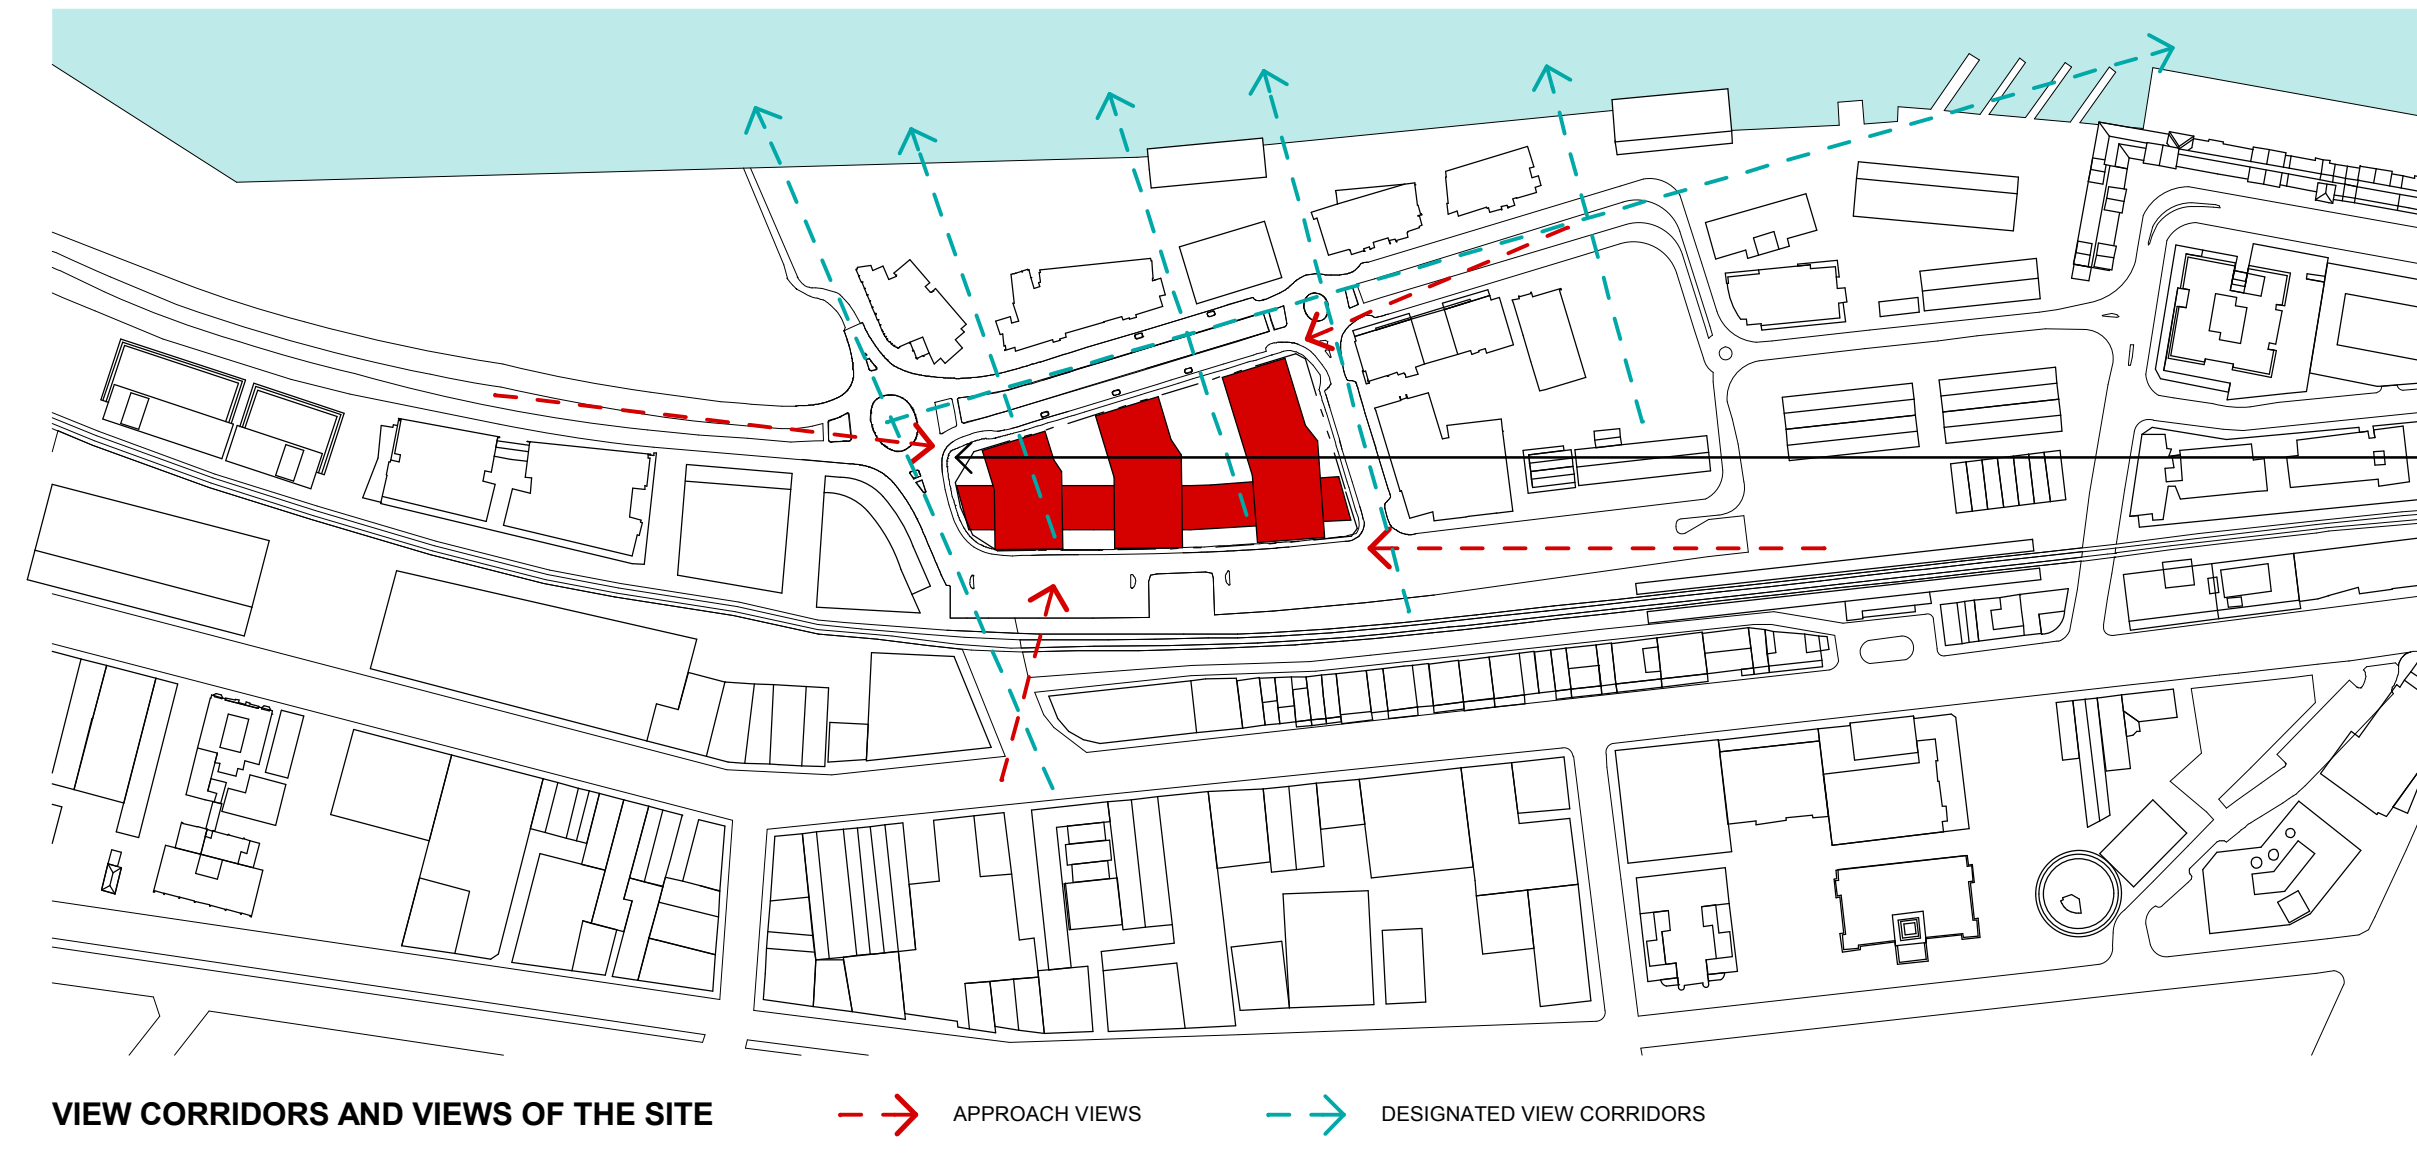 VIEW CORRIDORS AND VIEWS OF THE SITE
APPROACH VIEWS
DESIGNATED VIEW CORRIDORS